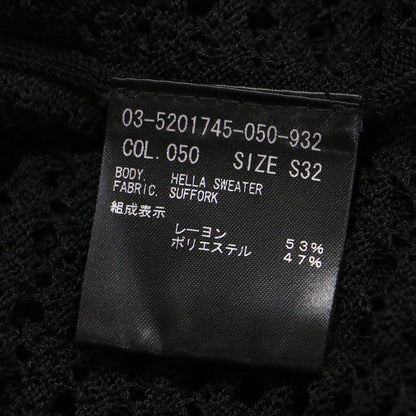 03-5201745-050-932
COL. 050 SIZE S32
BODY. HELLA SWEATER
FABRIC. SUFFORK
組成表示
レーヨン 53%
ポリエステル 47%